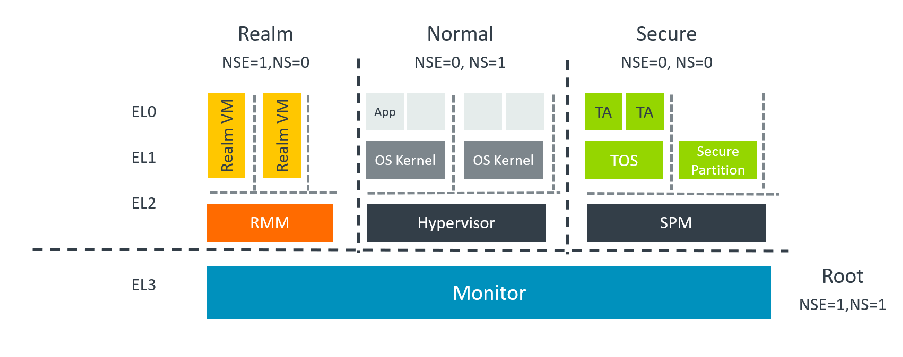 Realm
Normal
Secure
NSE=1,NS=0
NSE=0, NS=1
NSE=0, NS=0
EL0
Realm VM
Realm VM
App
TA
TA
EL1
OS Kernel
OS Kernel
TOS
Secure
Partition
EL2
RMM
Hypervisor
SPM
EL3
Monitor
Root
NSE=1,NS=1